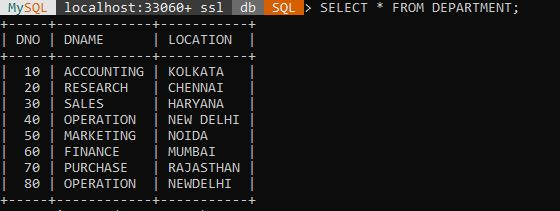 MySQL localhost:33060+ ssl db SQL > SELECT * FROM DEPARTMENT;
+-----+------------+-----------+
| DNO | DNAME      | LOCATION  |
+-----+------------+-----------+
|  10 | ACCOUNTING | KOLKATA   |
|  20 | RESEARCH   | CHENNAI   |
|  30 | SALES      | HARYANA   |
|  40 | OPERATION  | NEW DELHI |
|  50 | MARKETING  | NOIDA     |
|  60 | FINANCE    | MUMBAI    |
|  70 | PURCHASE   | RAJASTHAN |
|  80 | OPERATION  | NEWDELHI  |
+-----+------------+-----------+